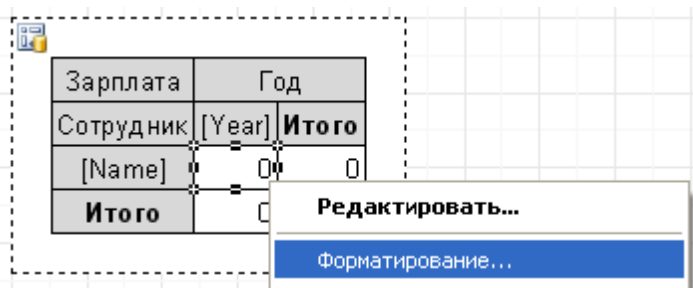 Зарплата Год
Сотрудник [Year] Итого
[Name] 0 0
Итого 0
Редактировать...
Форматирование...